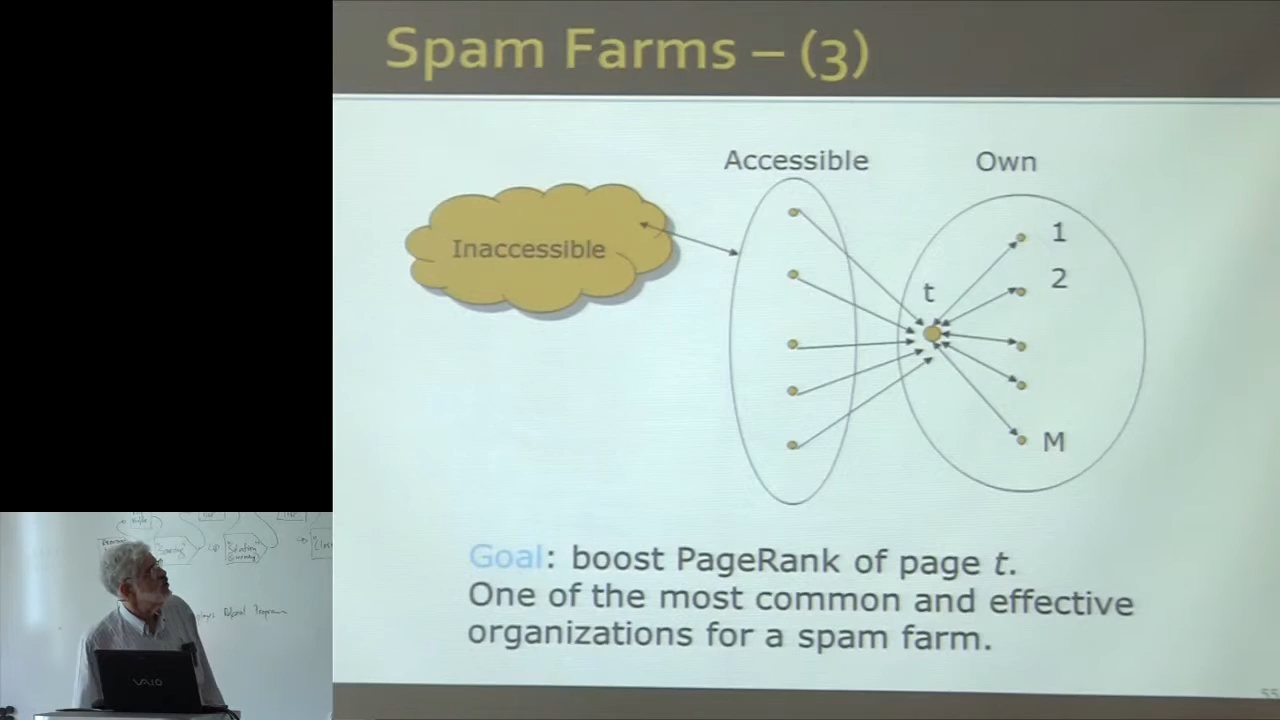 Spam Farms – (3)
Accessible
Own
Inaccessible
t
1
2
M
Goal: boost PageRank of page t.
One of the most common and effective
organizations for a spam farm.
55
VAIO